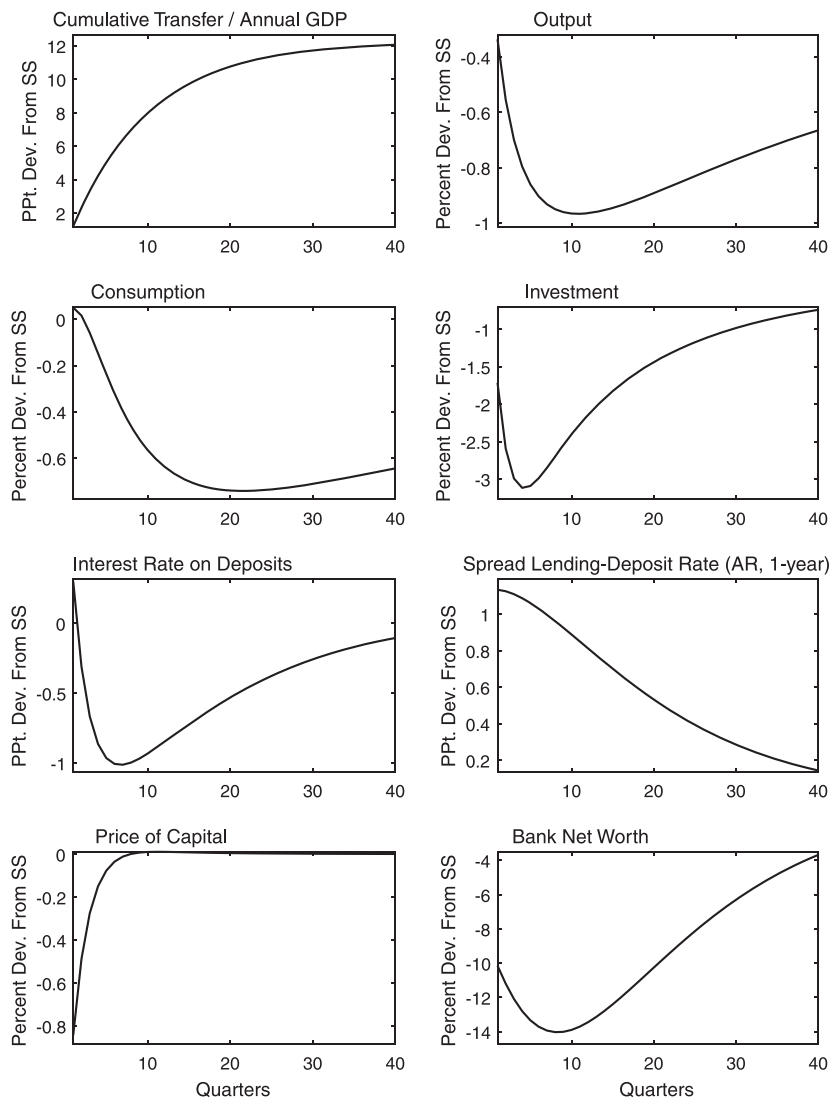 Cumulative Transfer / Annual GDP
PPt. Dev. From SS
12
10
8
6
4
2
10 20 30 40
Output
Percent Dev. From SS
-0.4
-0.6
-0.8
-1
10 20 30 40
Consumption
Percent Dev. From SS
0
-0.2
-0.4
-0.6
10 20 30 40
Investment
Percent Dev. From SS
-1
-1.5
-2
-2.5
-3
10 20 30 40
Interest Rate on Deposits
PPt. Dev. From SS
0
-0.5
-1
10 20 30 40
Spread Lending-Deposit Rate (AR, 1-year)
PPt. Dev. From SS
1
0.8
0.6
0.4
0.2
10 20 30 40
Price of Capital
Percent Dev. From SS
0
-0.2
-0.4
-0.6
-0.8
10 20 30 40
Quarters
Bank Net Worth
Percent Dev. From SS
-4
-6
-8
-10
-12
-14
10 20 30 40
Quarters